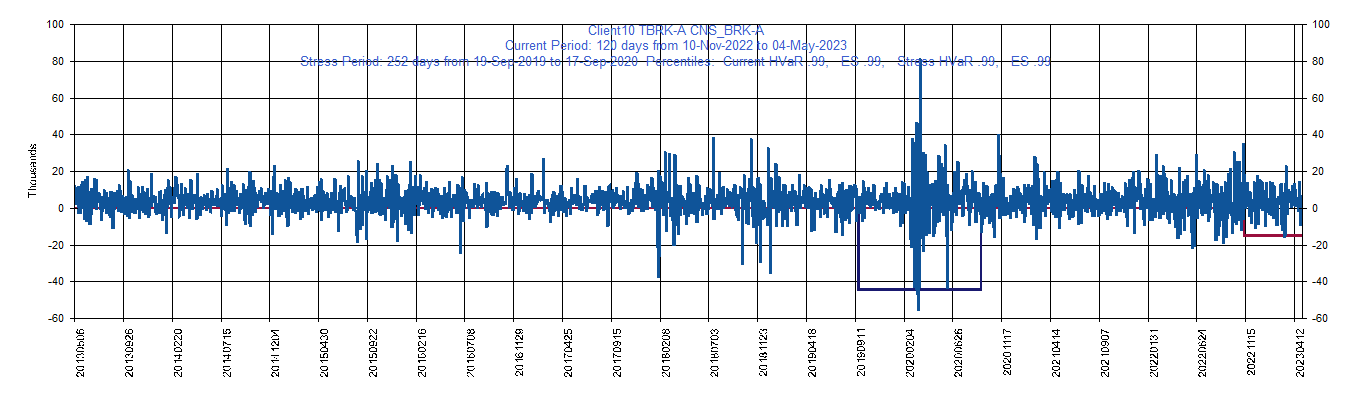 Client10 TBRK-A CNS_BRK-A
Current Period: 120 days from 10-Nov-2022 to 04-May-2023
Stress Period: 252 days from 19-Sep-2019 to 17-Sep-2020 Percentiles: Current HVaR .99, ES .99, Stress HVaR .99, ES .99
100 100
80 80
60 60
40 40
Thousands
20 20
0 0
-20 -20
-40 -40
-60 -60
20130506 20130926 20140220 20140715 20141204 20150430 20150922 20160216 20160708 20161129 20170425 20170915 20180208 20180703 20181123 20190418 20190911 20200204 20200626 20201117 20210414 20210907 20220131 20220624 20221115 20230412